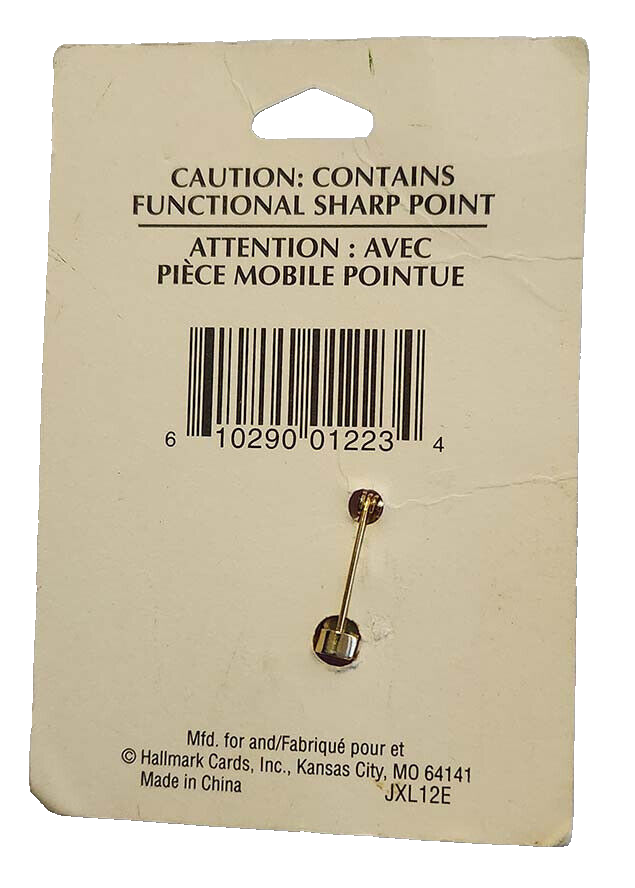 CAUTION: CONTAINS
FUNCTIONAL SHARP POINT
ATTENTION : AVEC
PIÈCE MOBILE POINTUE
6 10290 01223 4
Mfd. for and/Fabriqué pour et
© Hallmark Cards, Inc., Kansas City, MO 64141
Made in China JXL12E